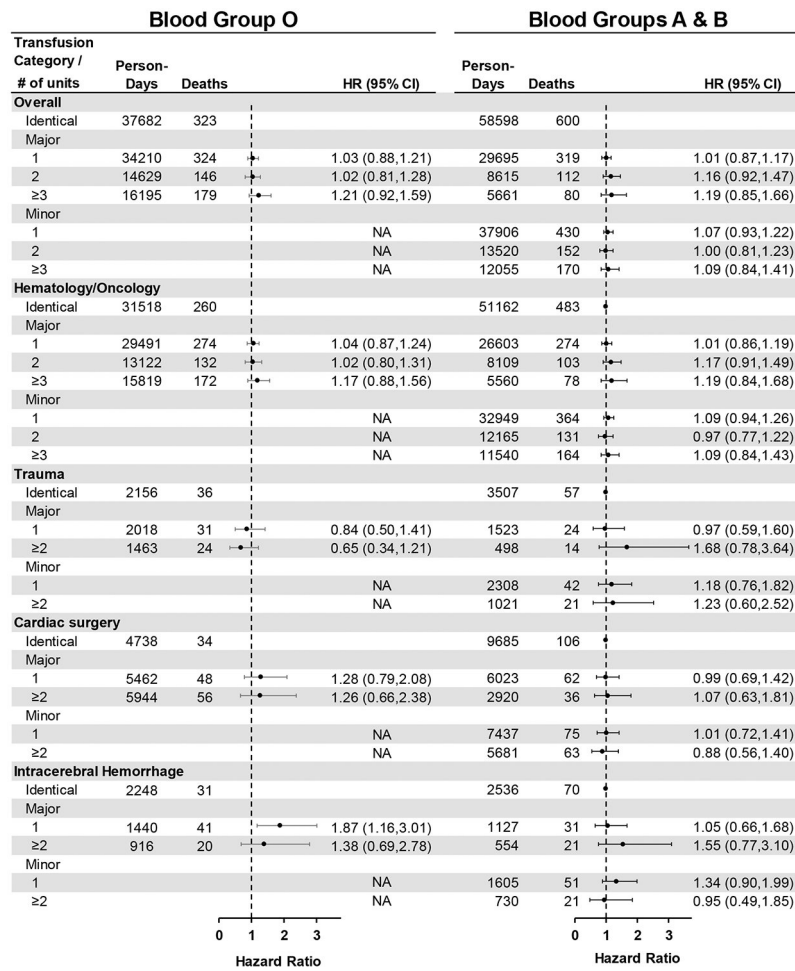 Blood Group O Blood Groups A & B
Transfusion
Category / Person- Person-
# of units Days Deaths HR (95% CI) Days Deaths HR (95% CI)
Overall
Identical 37682 323 58598 600
Major
1 34210 324 1.03 (0.88,1.21) 29695 319 1.01 (0.87,1.17)
2 14629 146 1.02 (0.81,1.28) 8615 112 1.16 (0.92,1.47)
≥3 16195 179 1.21 (0.92,1.59) 5661 80 1.19 (0.85,1.66)
Minor
1 NA 37906 430 1.07 (0.93,1.22)
2 NA 13520 152 1.00 (0.81,1.23)
≥3 NA 12055 170 1.09 (0.84,1.41)
Hematology/Oncology
Identical 31518 260 51162 483
Major
1 29491 274 1.04 (0.87,1.24) 26603 274 1.01 (0.86,1.19)
2 13122 132 1.02 (0.80,1.31) 8109 103 1.17 (0.91,1.49)
≥3 15819 172 1.17 (0.88,1.56) 5560 78 1.19 (0.84,1.68)
Minor
1 NA 32949 364 1.09 (0.94,1.26)
2 NA 12165 131 0.97 (0.77,1.22)
≥3 NA 11540 164 1.09 (0.84,1.43)
Trauma
Identical 2156 36 3507 57
Major
1 2018 31 0.84 (0.50,1.41) 1523 24 0.97 (0.59,1.60)
≥2 1463 24 0.65 (0.34,1.21) 498 14 1.68 (0.78,3.64)
Minor
1 NA 2308 42 1.18 (0.76,1.82)
≥2 NA 1021 21 1.23 (0.60,2.52)
Cardiac surgery
Identical 4738 34 9685 106
Major
1 5462 48 1.28 (0.79,2.08) 6023 62 0.99 (0.69,1.42)
≥2 5944 56 1.26 (0.66,2.38) 2920 36 1.07 (0.63,1.81)
Minor
1 NA 7437 75 1.01 (0.72,1.41)
≥2 NA 5681 63 0.88 (0.56,1.40)
Intracerebral Hemorrhage
Identical 2248 31 2536 70
Major
1 1440 41 1.87 (1.16,3.01) 1127 31 1.05 (0.66,1.68)
≥2 916 20 1.38 (0.69,2.78) 554 21 1.55 (0.77,3.10)
Minor
1 NA 1605 51 1.34 (0.90,1.99)
≥2 NA 730 21 0.95 (0.49,1.85)
0 1 2 3 0 1 2 3
Hazard Ratio Hazard Ratio